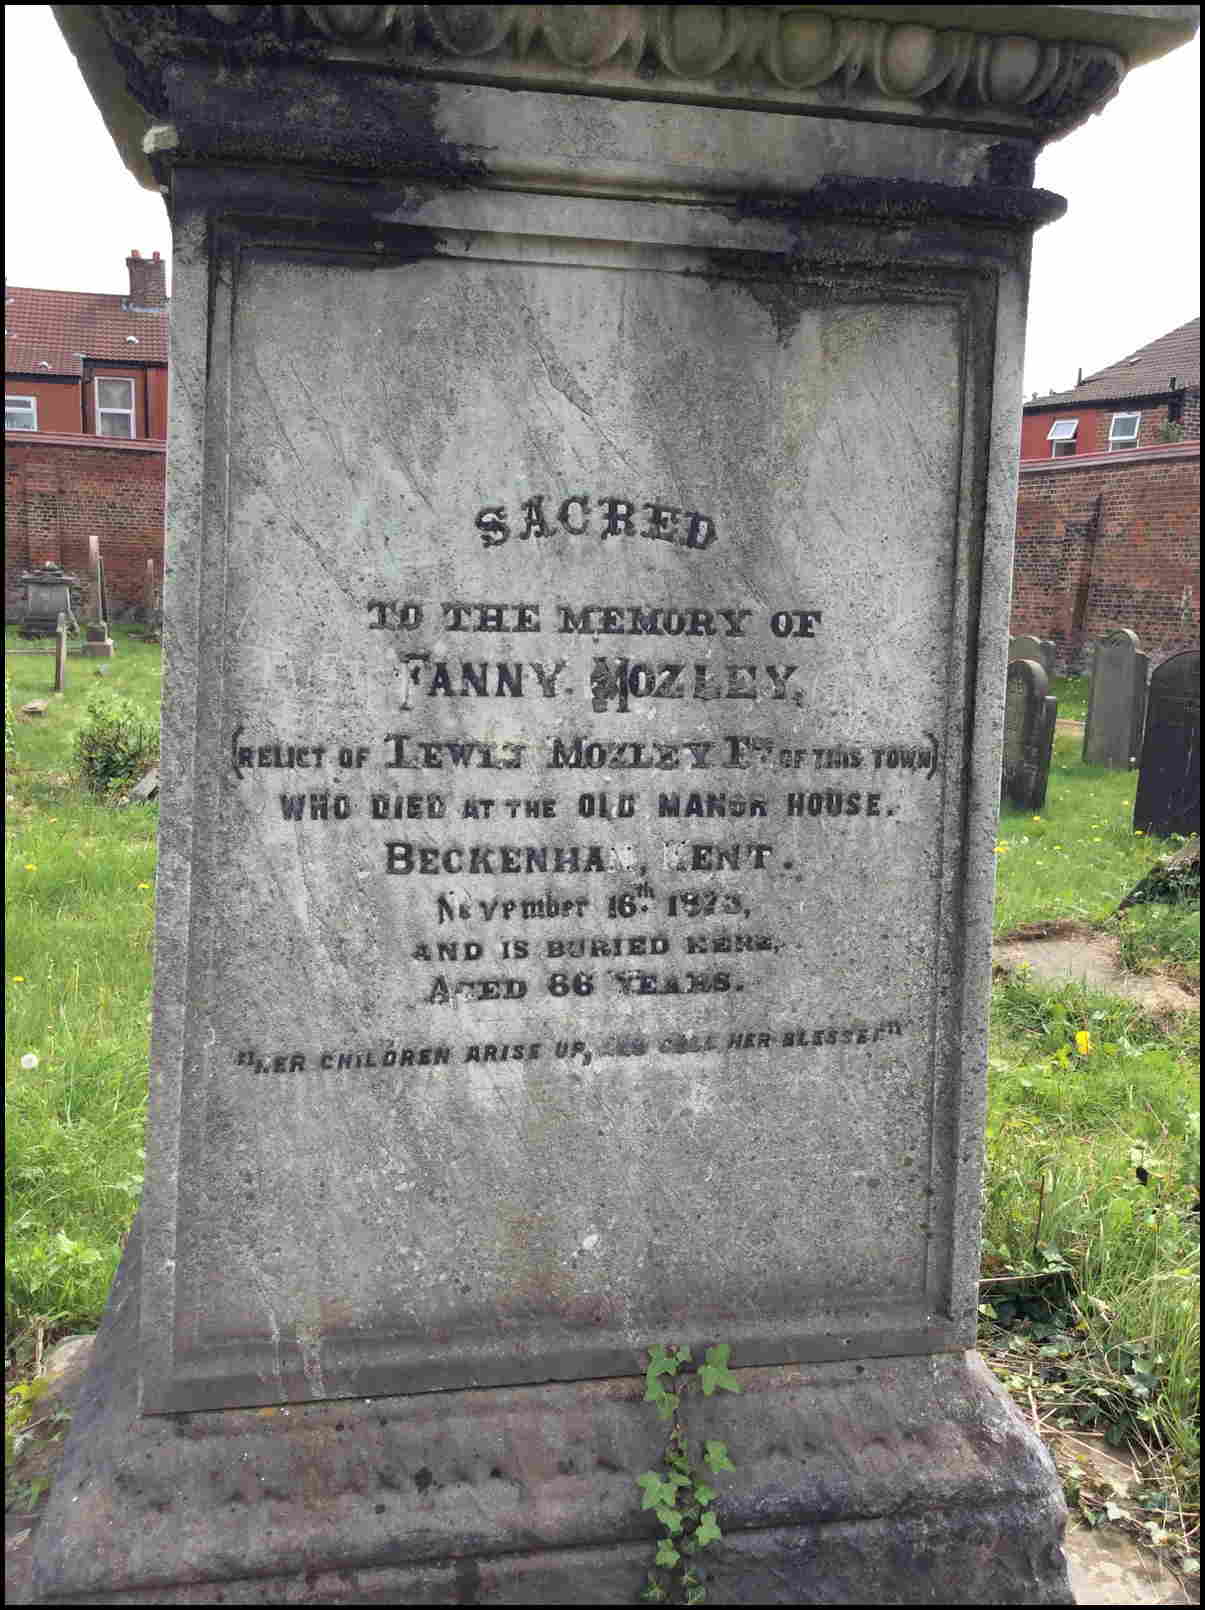 SACRED
TO THE MEMORY OF
FANNY MOZLEY,
(RELICT OF LEWIS MOZLEY ESQ. OF THIS TOWN)
WHO DIED AT THE OLD MANOR HOUSE.
BECKENHAM, KENT.
November 16th. 1873,
AND IS BURIED HERE,
AGED 66 YEARS.
"HER CHILDREN ARISE UP, AND CALL HER BLESSED"